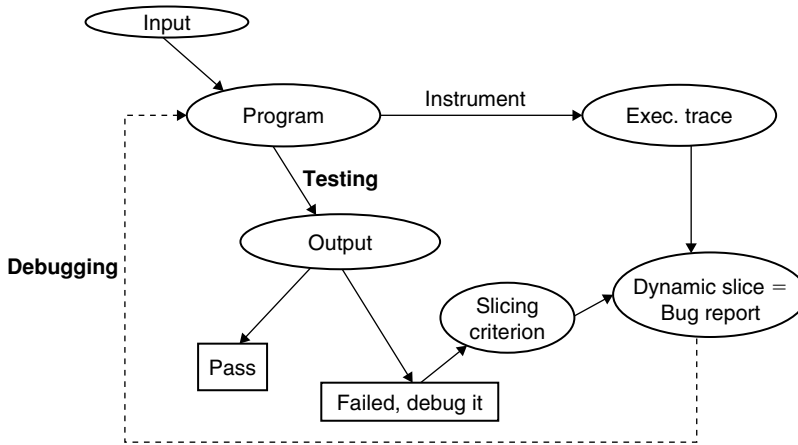 Input
Program
Instrument
Exec. trace
Testing
Output
Debugging
Slicing
criterion
Dynamic slice =
Bug report
Pass
Failed, debug it